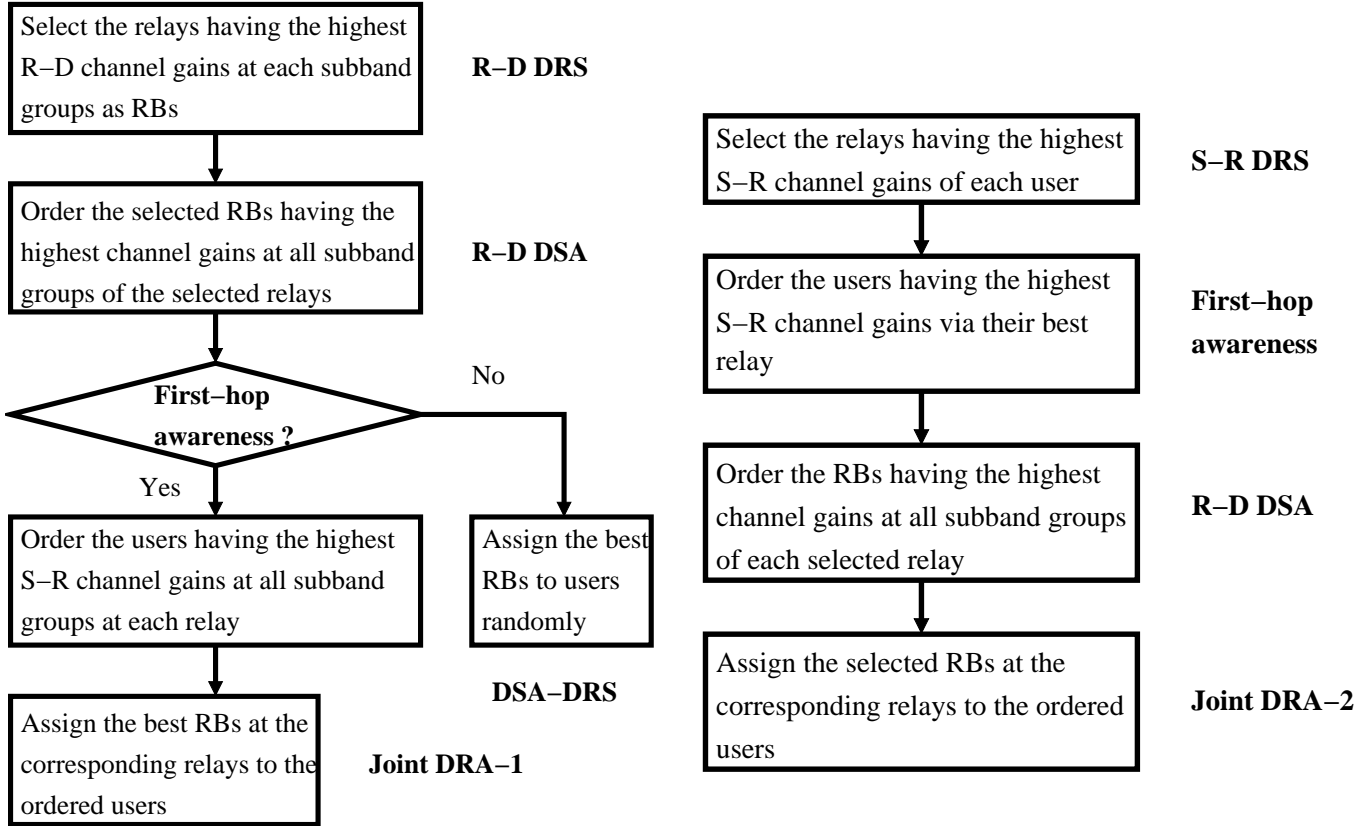 Select the relays having the highest
R−D channel gains at each subband
groups as RBs
R−D DRS
Order the selected RBs having the
highest channel gains at all subband
groups of the selected relays
R−D DSA
First−hop
awareness ?
No
Yes
Order the users having the highest
S−R channel gains at all subband
groups at each relay
Assign the best
RBs to users
randomly
DSA−DRS
Assign the best RBs at the
corresponding relays to the
ordered users
Joint DRA−1
Select the relays having the highest
S−R channel gains of each user
S−R DRS
Order the users having the highest
S−R channel gains via their best
relay
First−hop
awareness
Order the RBs having the highest
channel gains at all subband groups
of each selected relay
R−D DSA
Assign the selected RBs at the
corresponding relays to the ordered
users
Joint DRA−2